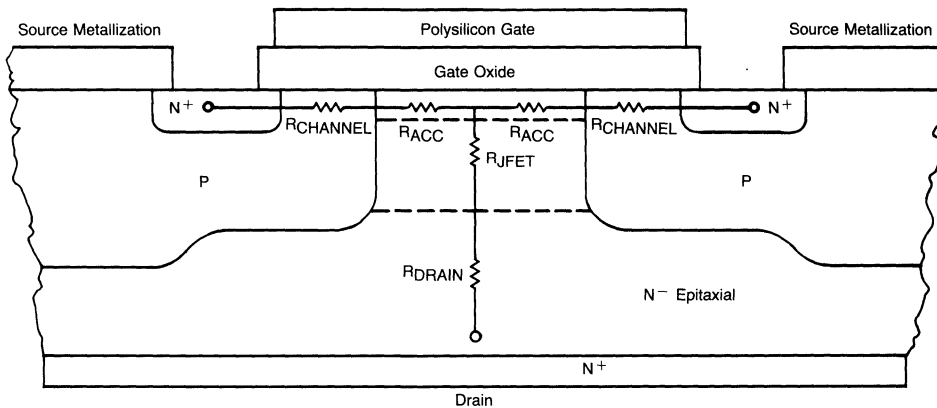 Source Metallization
Polysilicon Gate
Source Metallization
Gate Oxide
N+
N+
RCHANNEL
RACC
RACC
RCHANNEL
RJFET
P
P
RDRAIN
N− Epitaxial
N+
Drain